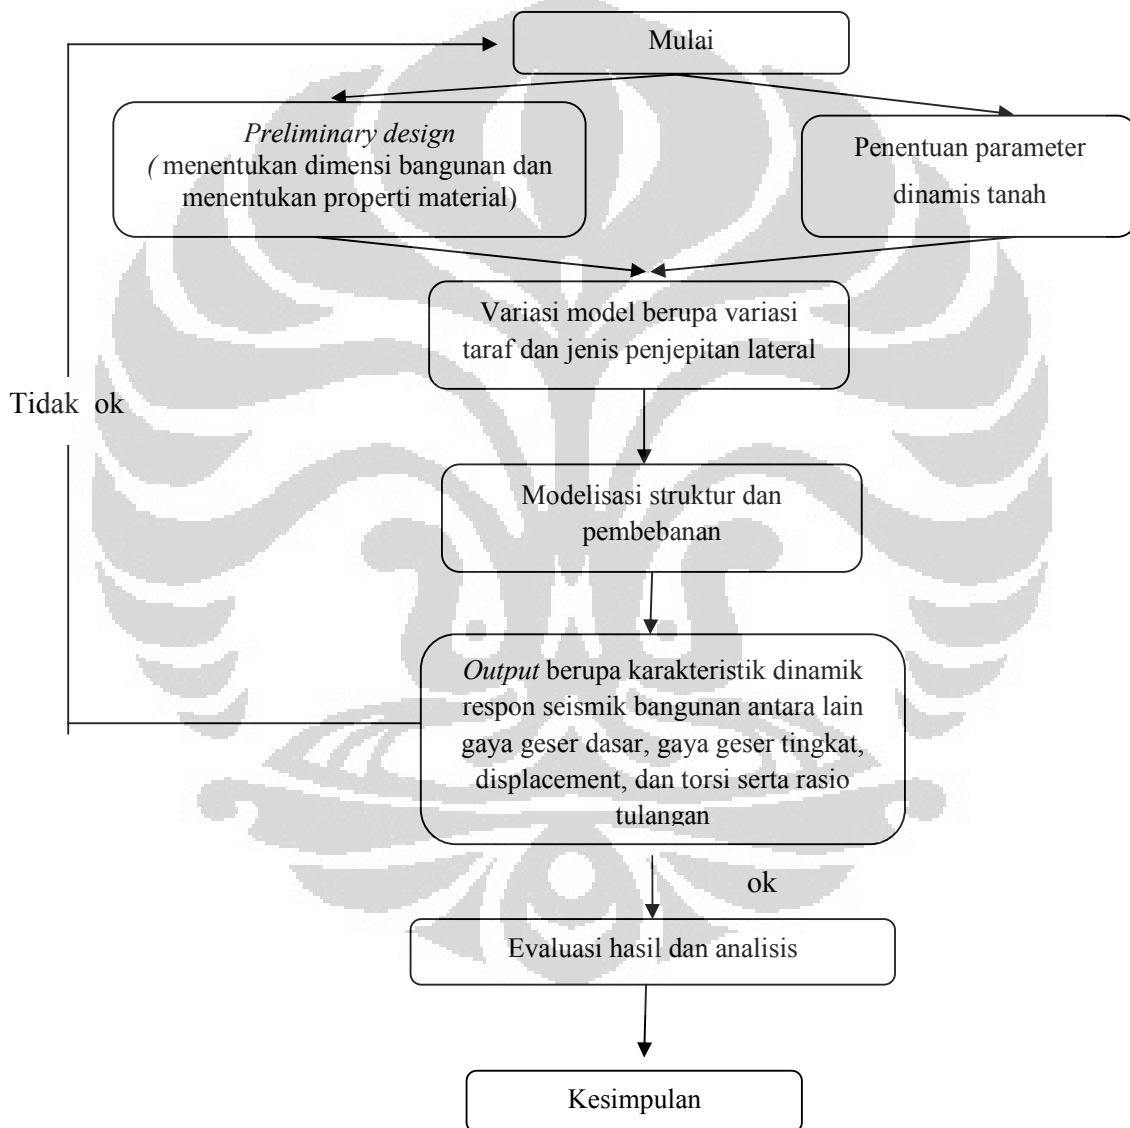 Mulai
Preliminary design
( menentukan dimensi bangunan dan
menentukan properti material)
Penentuan parameter
dinamis tanah
Variasi model berupa variasi
taraf dan jenis penjepitan lateral
Tidak ok
Modelisasi struktur dan
pembebanan
Output berupa karakteristik dinamik
respon seismik bangunan antara lain
gaya geser dasar, gaya geser tingkat,
displacement, dan torsi serta rasio
tulangan
ok
Evaluasi hasil dan analisis
Kesimpulan